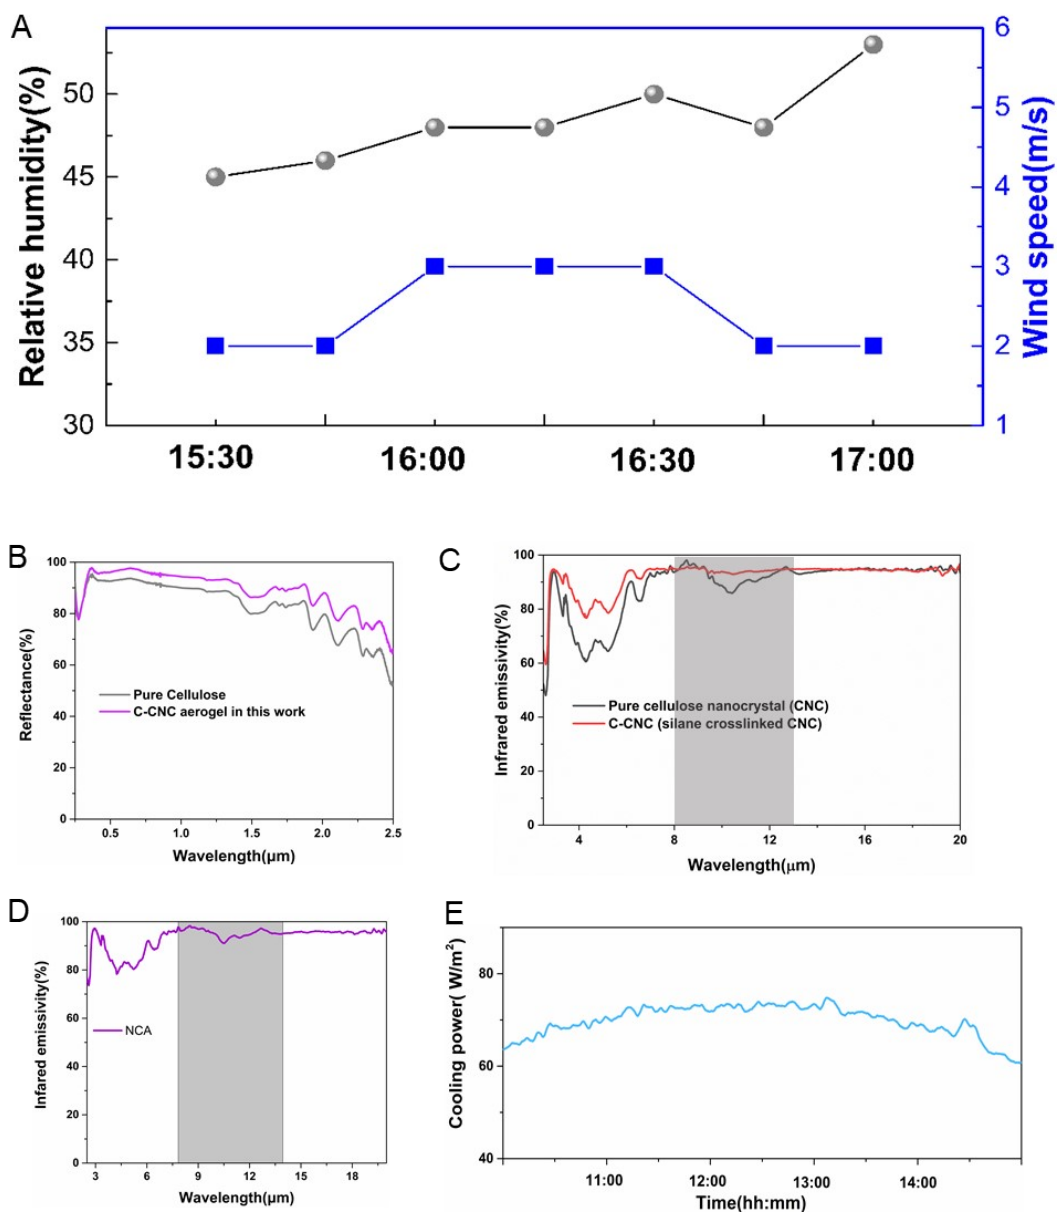 A
Relative humidity(%)
50
45
40
35
30
6
5
4
3
2
1
Wind speed(m/s)
15:30 16:00 16:30 17:00
B
Reflectance(%)
100
80
60
40
20
0
Pure Cellulose
C-CNC aerogel in this work
0.5 1.0 1.5 2.0 2.5
Wavelength(μm)
C
Infrared emissivity(%)
100
80
60
40
20
0
Pure cellulose nanocrystal (CNC)
C-CNC (silane crosslinked CNC)
4 8 12 16 20
Wavelength(μm)
D
Infared emissivity(%)
100
80
60
40
20
0
NCA
3 6 9 12 15 18
Wavelength(μm)
E
Cooling power( W/m²)
80
60
40
11:00 12:00 13:00 14:00
Time(hh:mm)